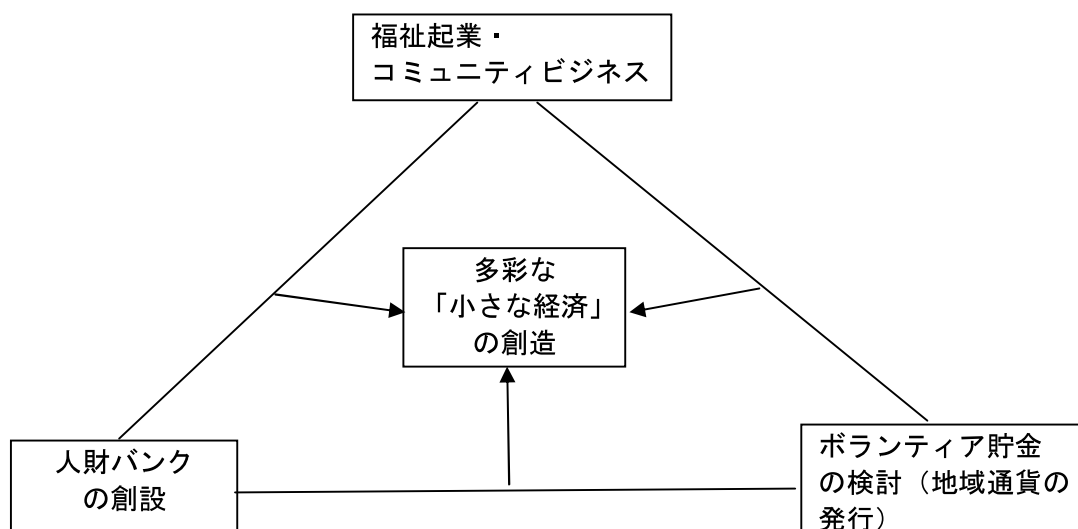 福祉起業・
コミュニティビジネス
多彩な
「小さな経済」
の創造
人財バンク
の創設
ボランティア貯金
の検討（地域通貨の
発行）